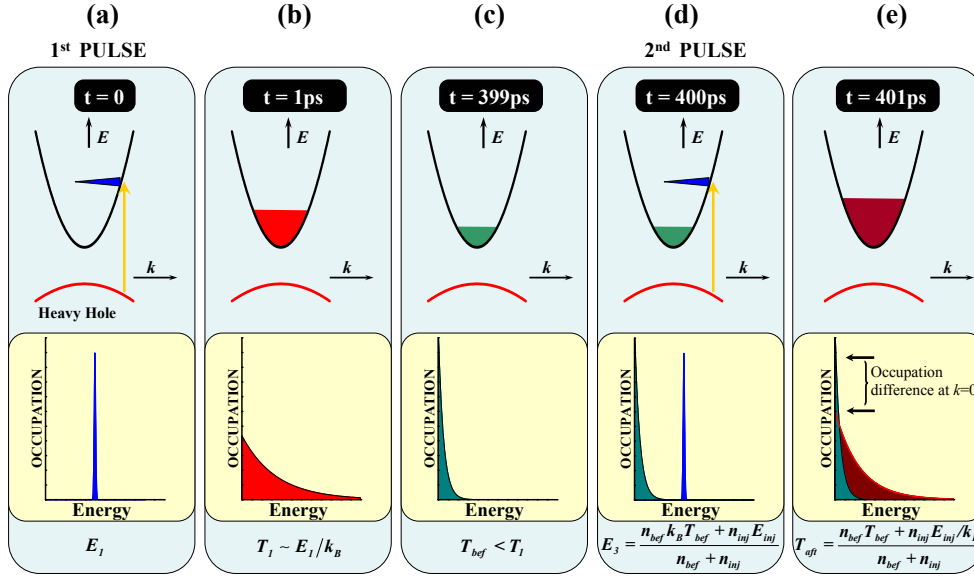 (a) (b) (c) (d) (e)
1st PULSE 2nd PULSE
t = 0
E
k
Heavy Hole
OCCUPATION
Energy
E1
t = 1ps
E
k
OCCUPATION
Energy
T1 ~ E1/kB
t = 399ps
E
k
OCCUPATION
Energy
Tbef < T1
t = 400ps
E
k
OCCUPATION
Energy
E3 = (nbef kB Tbef + ninj Einj) / (nbef + ninj)
t = 401ps
E
k
OCCUPATION
Occupation
difference at k=0
Energy
Taft = (nbef Tbef + ninj Einj/k) / (nbef + ninj)